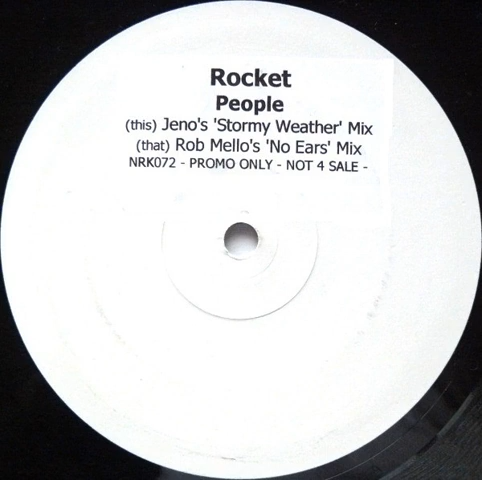 Rocket
People
(this) Jeno's 'Stormy Weather' Mix
(that) Rob Mello's 'No Ears' Mix
NRK072 - PROMO ONLY - NOT 4 SALE -